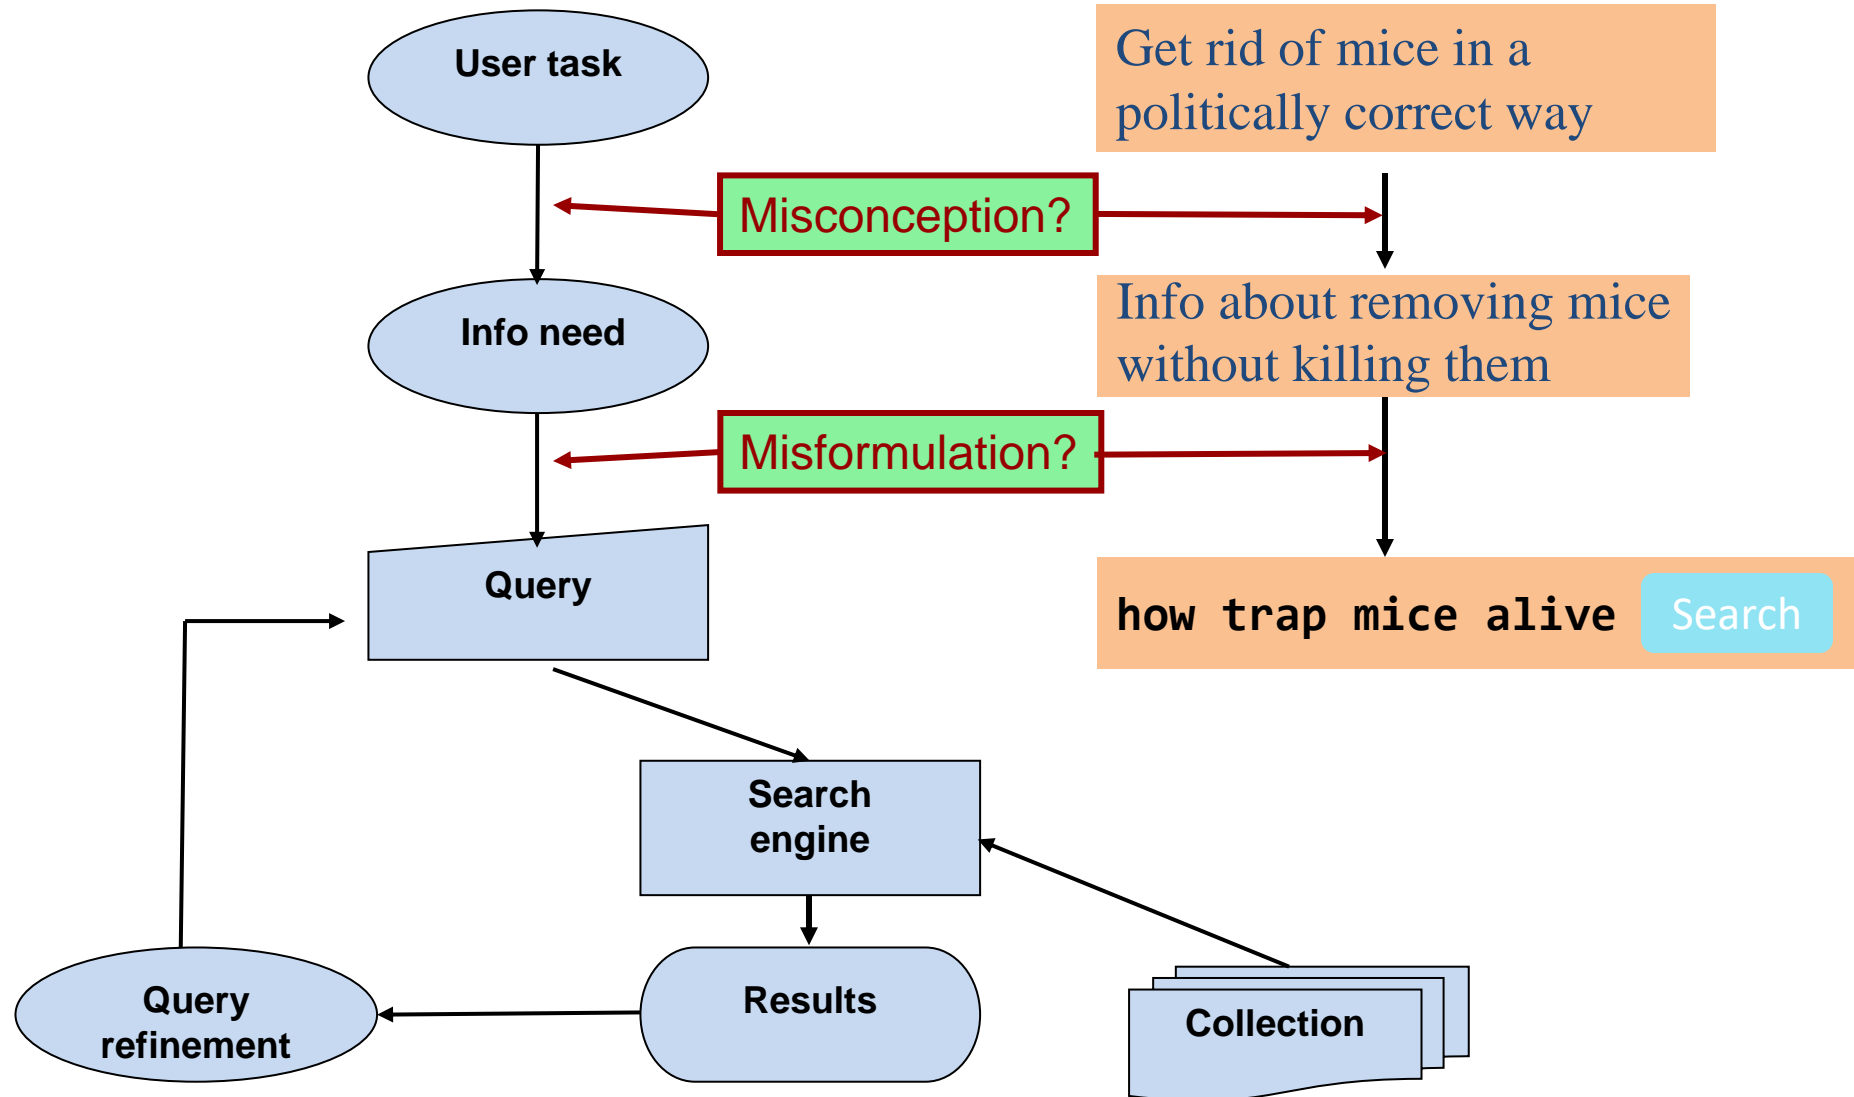 User task
Get rid of mice in a
politically correct way
Misconception?
Info need
Info about removing mice
without killing them
Misformulation?
Query
how trap mice alive Search
Search
engine
Query
refinement
Results
Collection